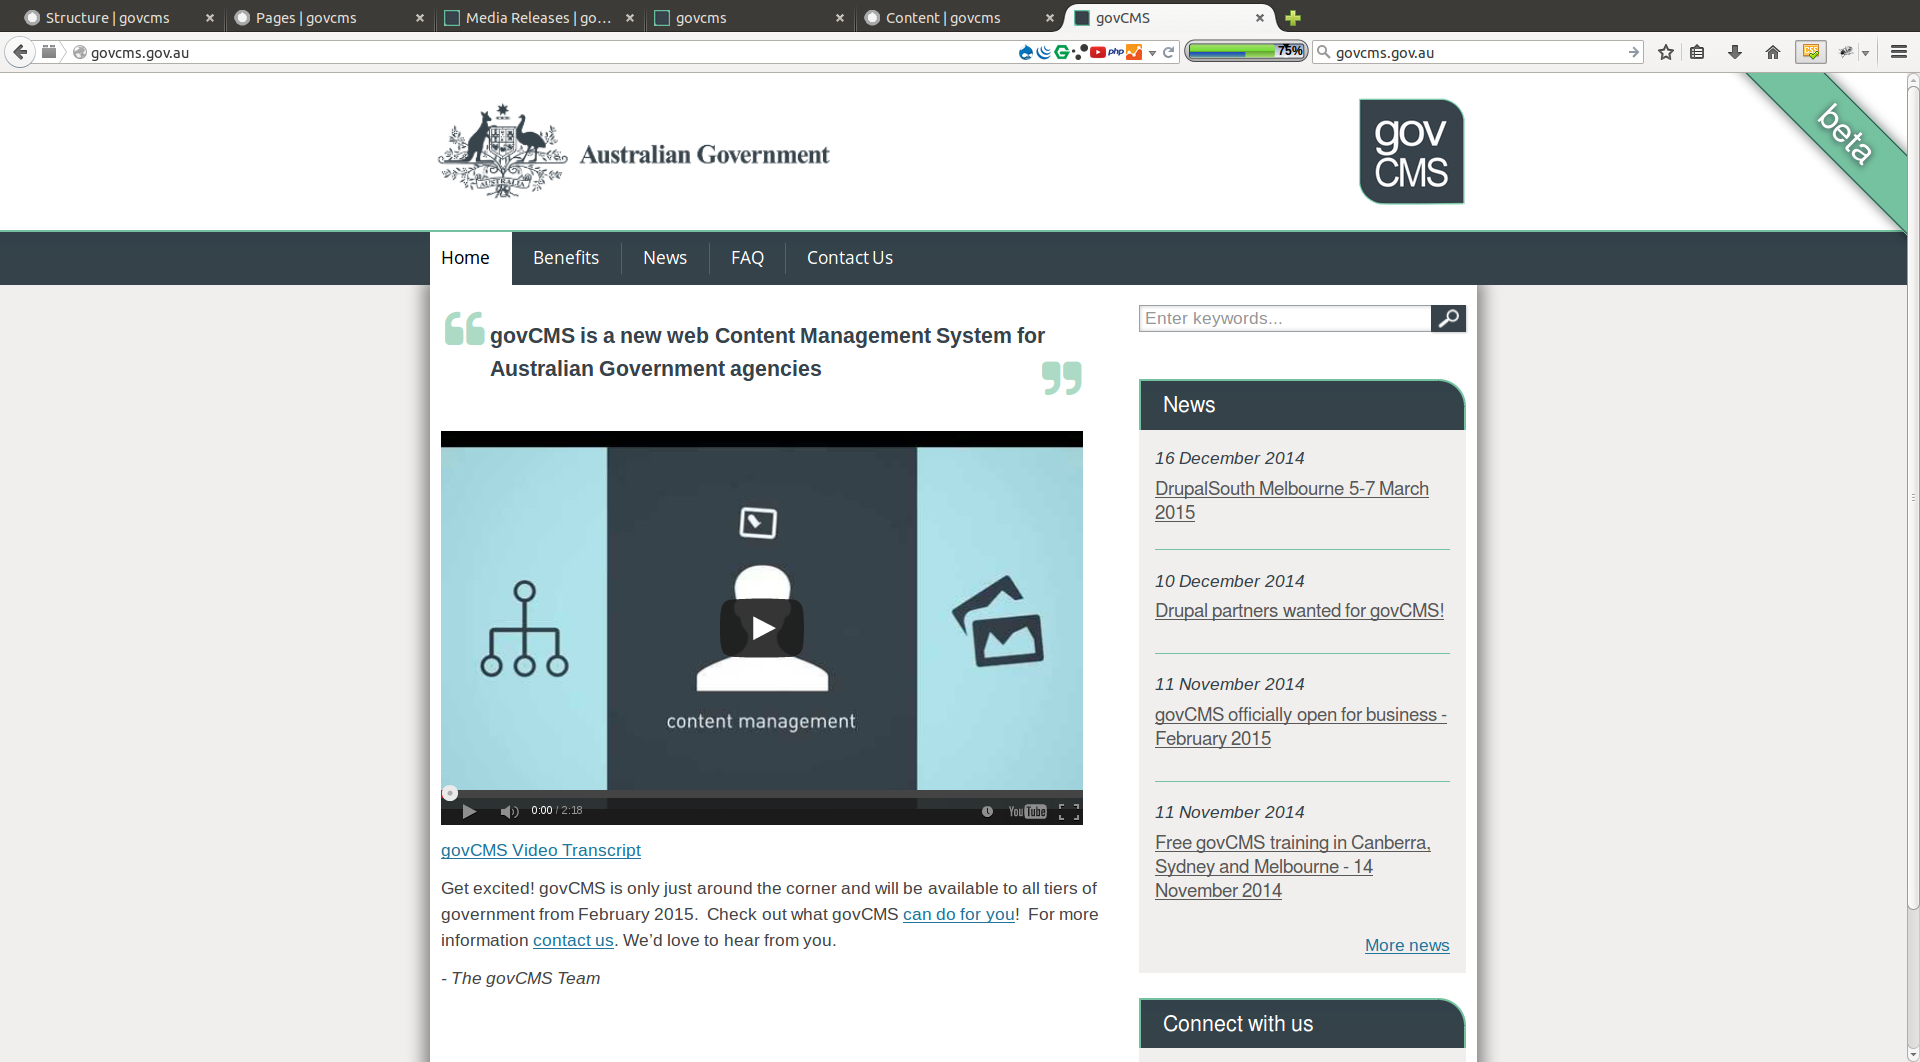 Structure | govcms
Pages | govcms
Media Releases | go...
govcms
Content | govcms
govCMS
govcms.gov.au
php
75%
govcms.gov.au
AUSTRALIA
Australian Government
gov
CMS
beta
Home
Benefits
News
FAQ
Contact Us
govCMS is a new web Content Management System for
Australian Government agencies
content management
0:00 / 2:18
YouTube
govCMS Video Transcript
Get excited! govCMS is only just around the corner and will be available to all tiers of
government from February 2015.  Check out what govCMS can do for you!  For more
information contact us. We'd love to hear from you.
- The govCMS Team
Enter keywords...
News
16 December 2014
DrupalSouth Melbourne 5-7 March
2015
10 December 2014
Drupal partners wanted for govCMS!
11 November 2014
govCMS officially open for business -
February 2015
11 November 2014
Free govCMS training in Canberra,
Sydney and Melbourne - 14
November 2014
More news
Connect with us